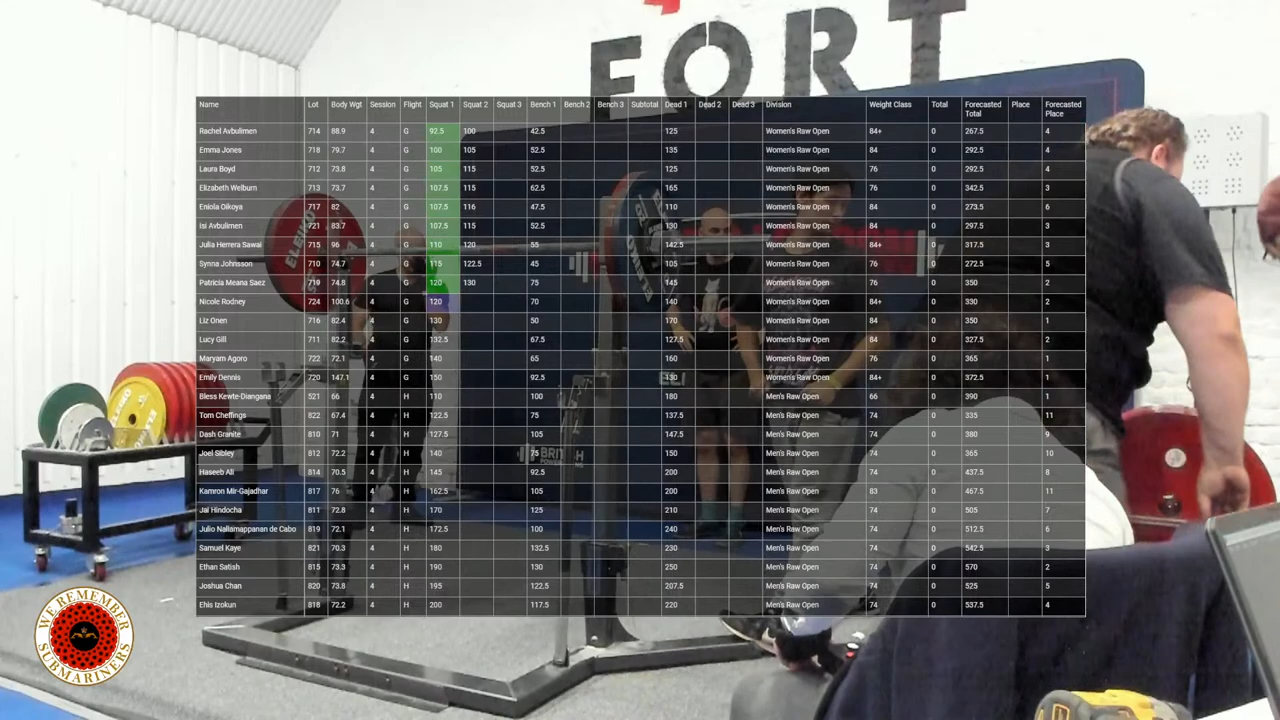 FORT
Name Lot Body Wgt Session Flight Squat 1 Squat 2 Squat 3 Bench 1 Bench 2 Bench 3 Subtotal Dead 1 Dead 2 Dead 3 Division Weight Class Total Forecasted Total Place Forecasted Place
Rachel Avbulimen 714 88.9 4 G 92.5 100 42.5 125 Women's Raw Open 84+ 0 267.5 4
Emma Jones 718 79.7 4 G 100 105 52.5 135 Women's Raw Open 84 0 292.5 4
Laura Boyd 712 73.8 4 G 105 115 52.5 125 Women's Raw Open 76 0 292.5 4
Elizabeth Welburn 713 73.7 4 G 107.5 115 62.5 165 Women's Raw Open 76 0 342.5 3
Eniola Oikoya 717 82 4 G 107.5 116 47.5 110 Women's Raw Open 84 0 273.5 6
Isi Avbulimen 721 83.7 4 G 107.5 115 52.5 130 Women's Raw Open 84 0 297.5 3
Julia Herrera Sawai 715 96 4 G 110 120 55 142.5 Women's Raw Open 84+ 0 317.5 3
Synna Johnsson 710 74.7 4 G 115 122.5 45 105 Women's Raw Open 76 0 272.5 5
Patricia Meana Saez 719 74.8 4 G 120 130 75 145 Women's Raw Open 76 0 350 2
Nicole Rodney 724 100.6 4 G 120 70 140 Women's Raw Open 84+ 0 330 2
Liz Onen 716 82.4 4 G 130 50 170 Women's Raw Open 84 0 350 1
Lucy Gill 711 82.2 4 G 132.5 67.5 127.5 Women's Raw Open 84 0 327.5 2
Maryam Agoro 722 72.1 4 G 140 65 160 Women's Raw Open 76 0 365 1
Emily Dennis 720 147.1 4 G 150 92.5 130 Women's Raw Open 84+ 0 372.5 1
Bless Kewte-Diangana 521 66 4 H 110 100 180 Men's Raw Open 66 0 390 1
Tom Cheffings 822 67.4 4 H 122.5 75 137.5 Men's Raw Open 74 0 335 11
Dash Granite 810 71 4 H 127.5 105 147.5 Men's Raw Open 74 0 380 9
Joel Sibley 812 72.2 4 H 140 75 150 Men's Raw Open 74 0 365 10
Haseeb Ali 814 70.5 4 H 145 92.5 200 Men's Raw Open 74 0 437.5 8
Kamron Mir-Gajadhar 817 76 4 H 162.5 105 200 Men's Raw Open 83 0 467.5 11
Jai Hindocha 811 72.8 4 H 170 125 210 Men's Raw Open 74 0 505 7
Julio Nallamappanan de Cabo 819 72.1 4 H 172.5 100 240 Men's Raw Open 74 0 512.5 6
Samuel Kaye 821 70.3 4 H 180 132.5 230 Men's Raw Open 74 0 542.5 3
Ethan Satish 815 73.3 4 H 190 130 250 Men's Raw Open 74 0 570 2
Joshua Chan 820 73.8 4 H 195 122.5 207.5 Men's Raw Open 74 0 525 5
Ehis Izokun 818 72.2 4 H 200 117.5 220 Men's Raw Open 74 0 537.5 4
ELEIKO
BRITISH
WE REMEMBER
SUBMARINERS